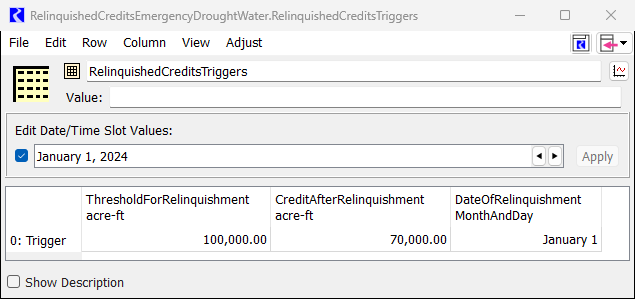 RelinquishedCreditsEmergencyDroughtWater.RelinquishedCreditsTriggers
File Edit Row Column View Adjust
RelinquishedCreditsTriggers
Value:
Edit Date/Time Slot Values:
January 1, 2024 Apply
ThresholdForRelinquishment CreditAfterRelinquishment DateOfRelinquishment
acre-ft acre-ft MonthAndDay
0: Trigger 100,000.00 70,000.00 January 1
Show Description